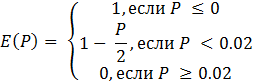 1, если P ≤ 0
E(P) = { 1 − P/2, если P < 0.02
0, если P ≥ 0.02